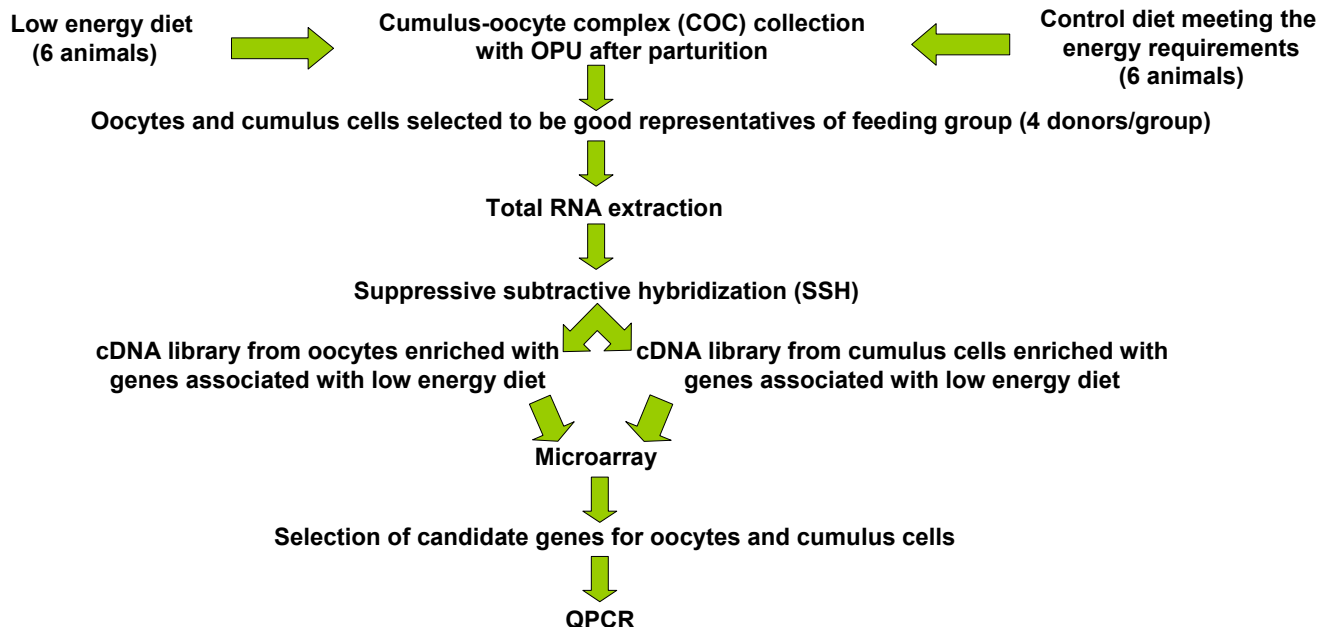 Low energy diet
(6 animals)
Cumulus-oocyte complex (COC) collection
with OPU after parturition
Control diet meeting the
energy requirements
(6 animals)
Oocytes and cumulus cells selected to be good representatives of feeding group (4 donors/group)
Total RNA extraction
Suppressive subtractive hybridization (SSH)
cDNA library from oocytes enriched with
genes associated with low energy diet
cDNA library from cumulus cells enriched with
genes associated with low energy diet
Microarray
Selection of candidate genes for oocytes and cumulus cells
QPCR